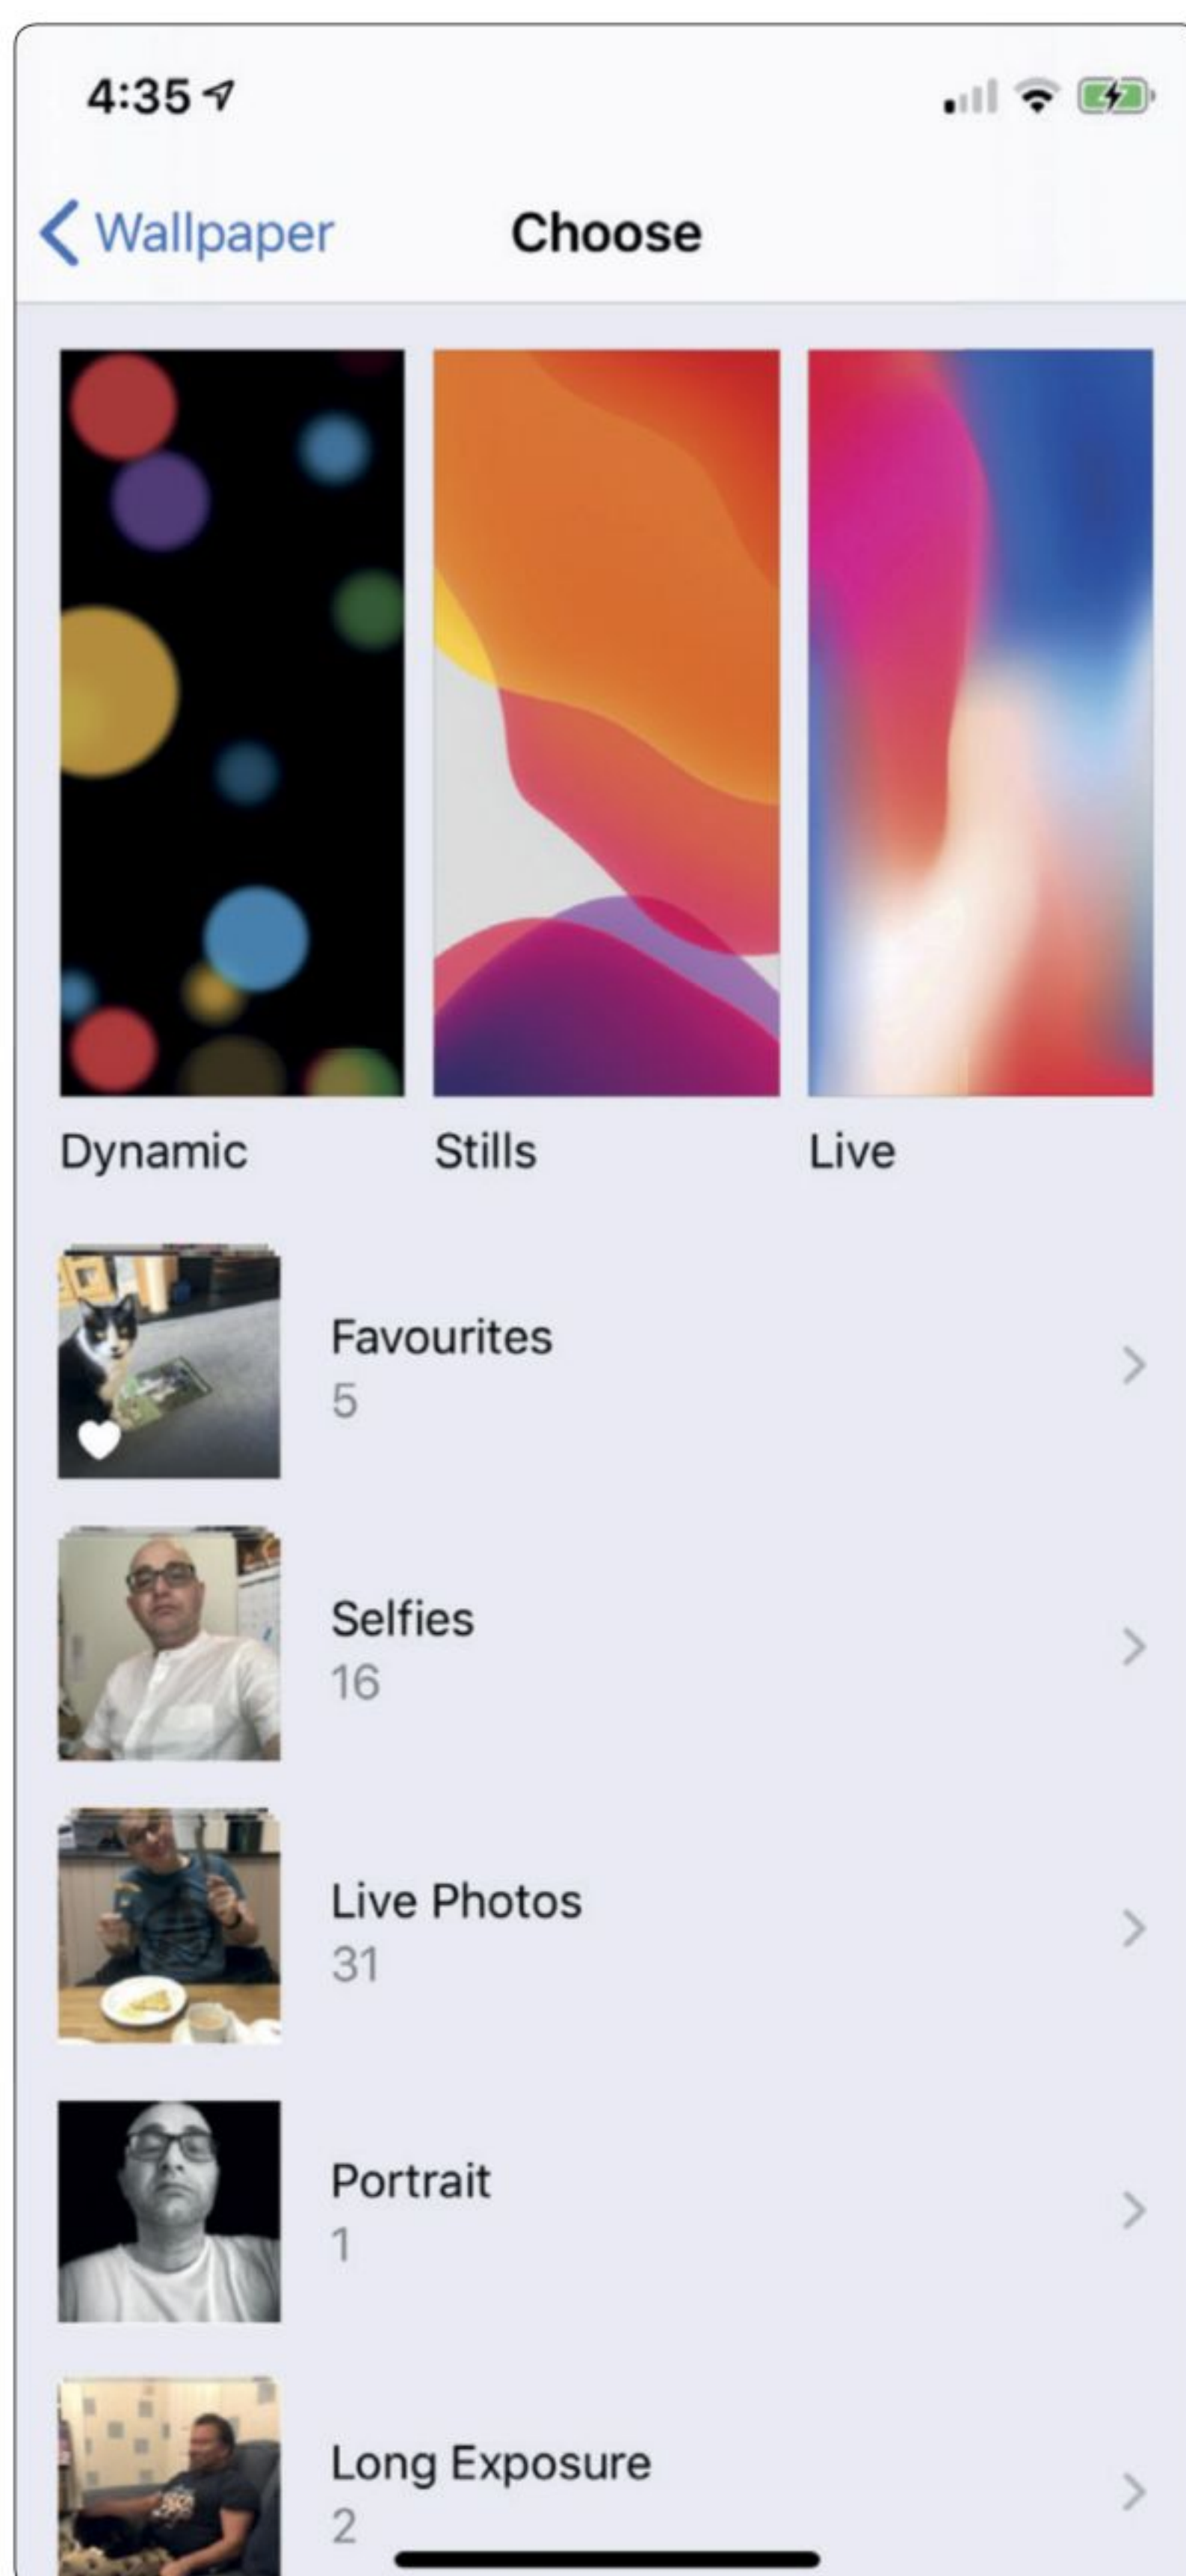 4:35
Wallpaper
Choose
Dynamic
Stills
Live
Favourites
5
Selfies
16
Live Photos
31
Portrait
1
Long Exposure
2